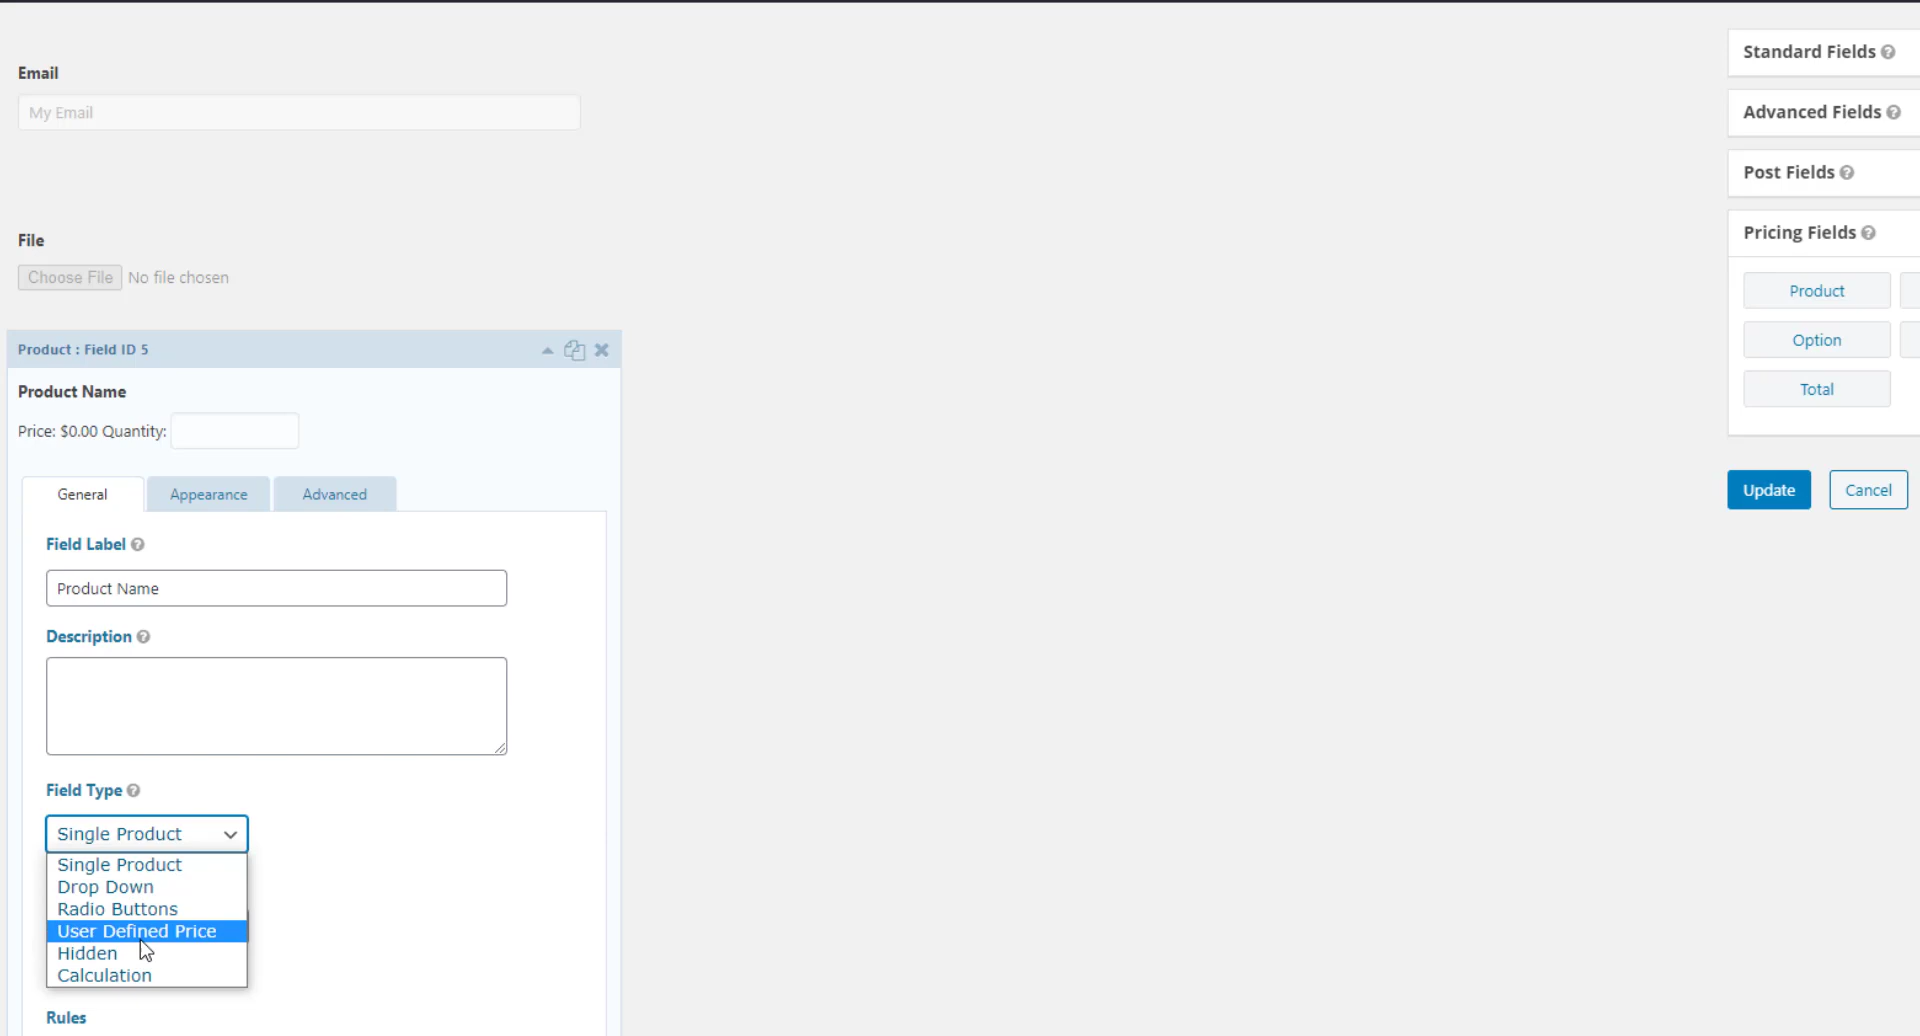 Email
My Email
File
Choose File No file chosen
Product : Field ID 5
Product Name
Price: $0.00 Quantity:
General Appearance Advanced
Field Label
Product Name
Description
Field Type
Single Product
Single Product
Drop Down
Radio Buttons
User Defined Price
Hidden
Calculation
Rules
Standard Fields
Advanced Fields
Post Fields
Pricing Fields
Product
Option
Total
Update Cancel